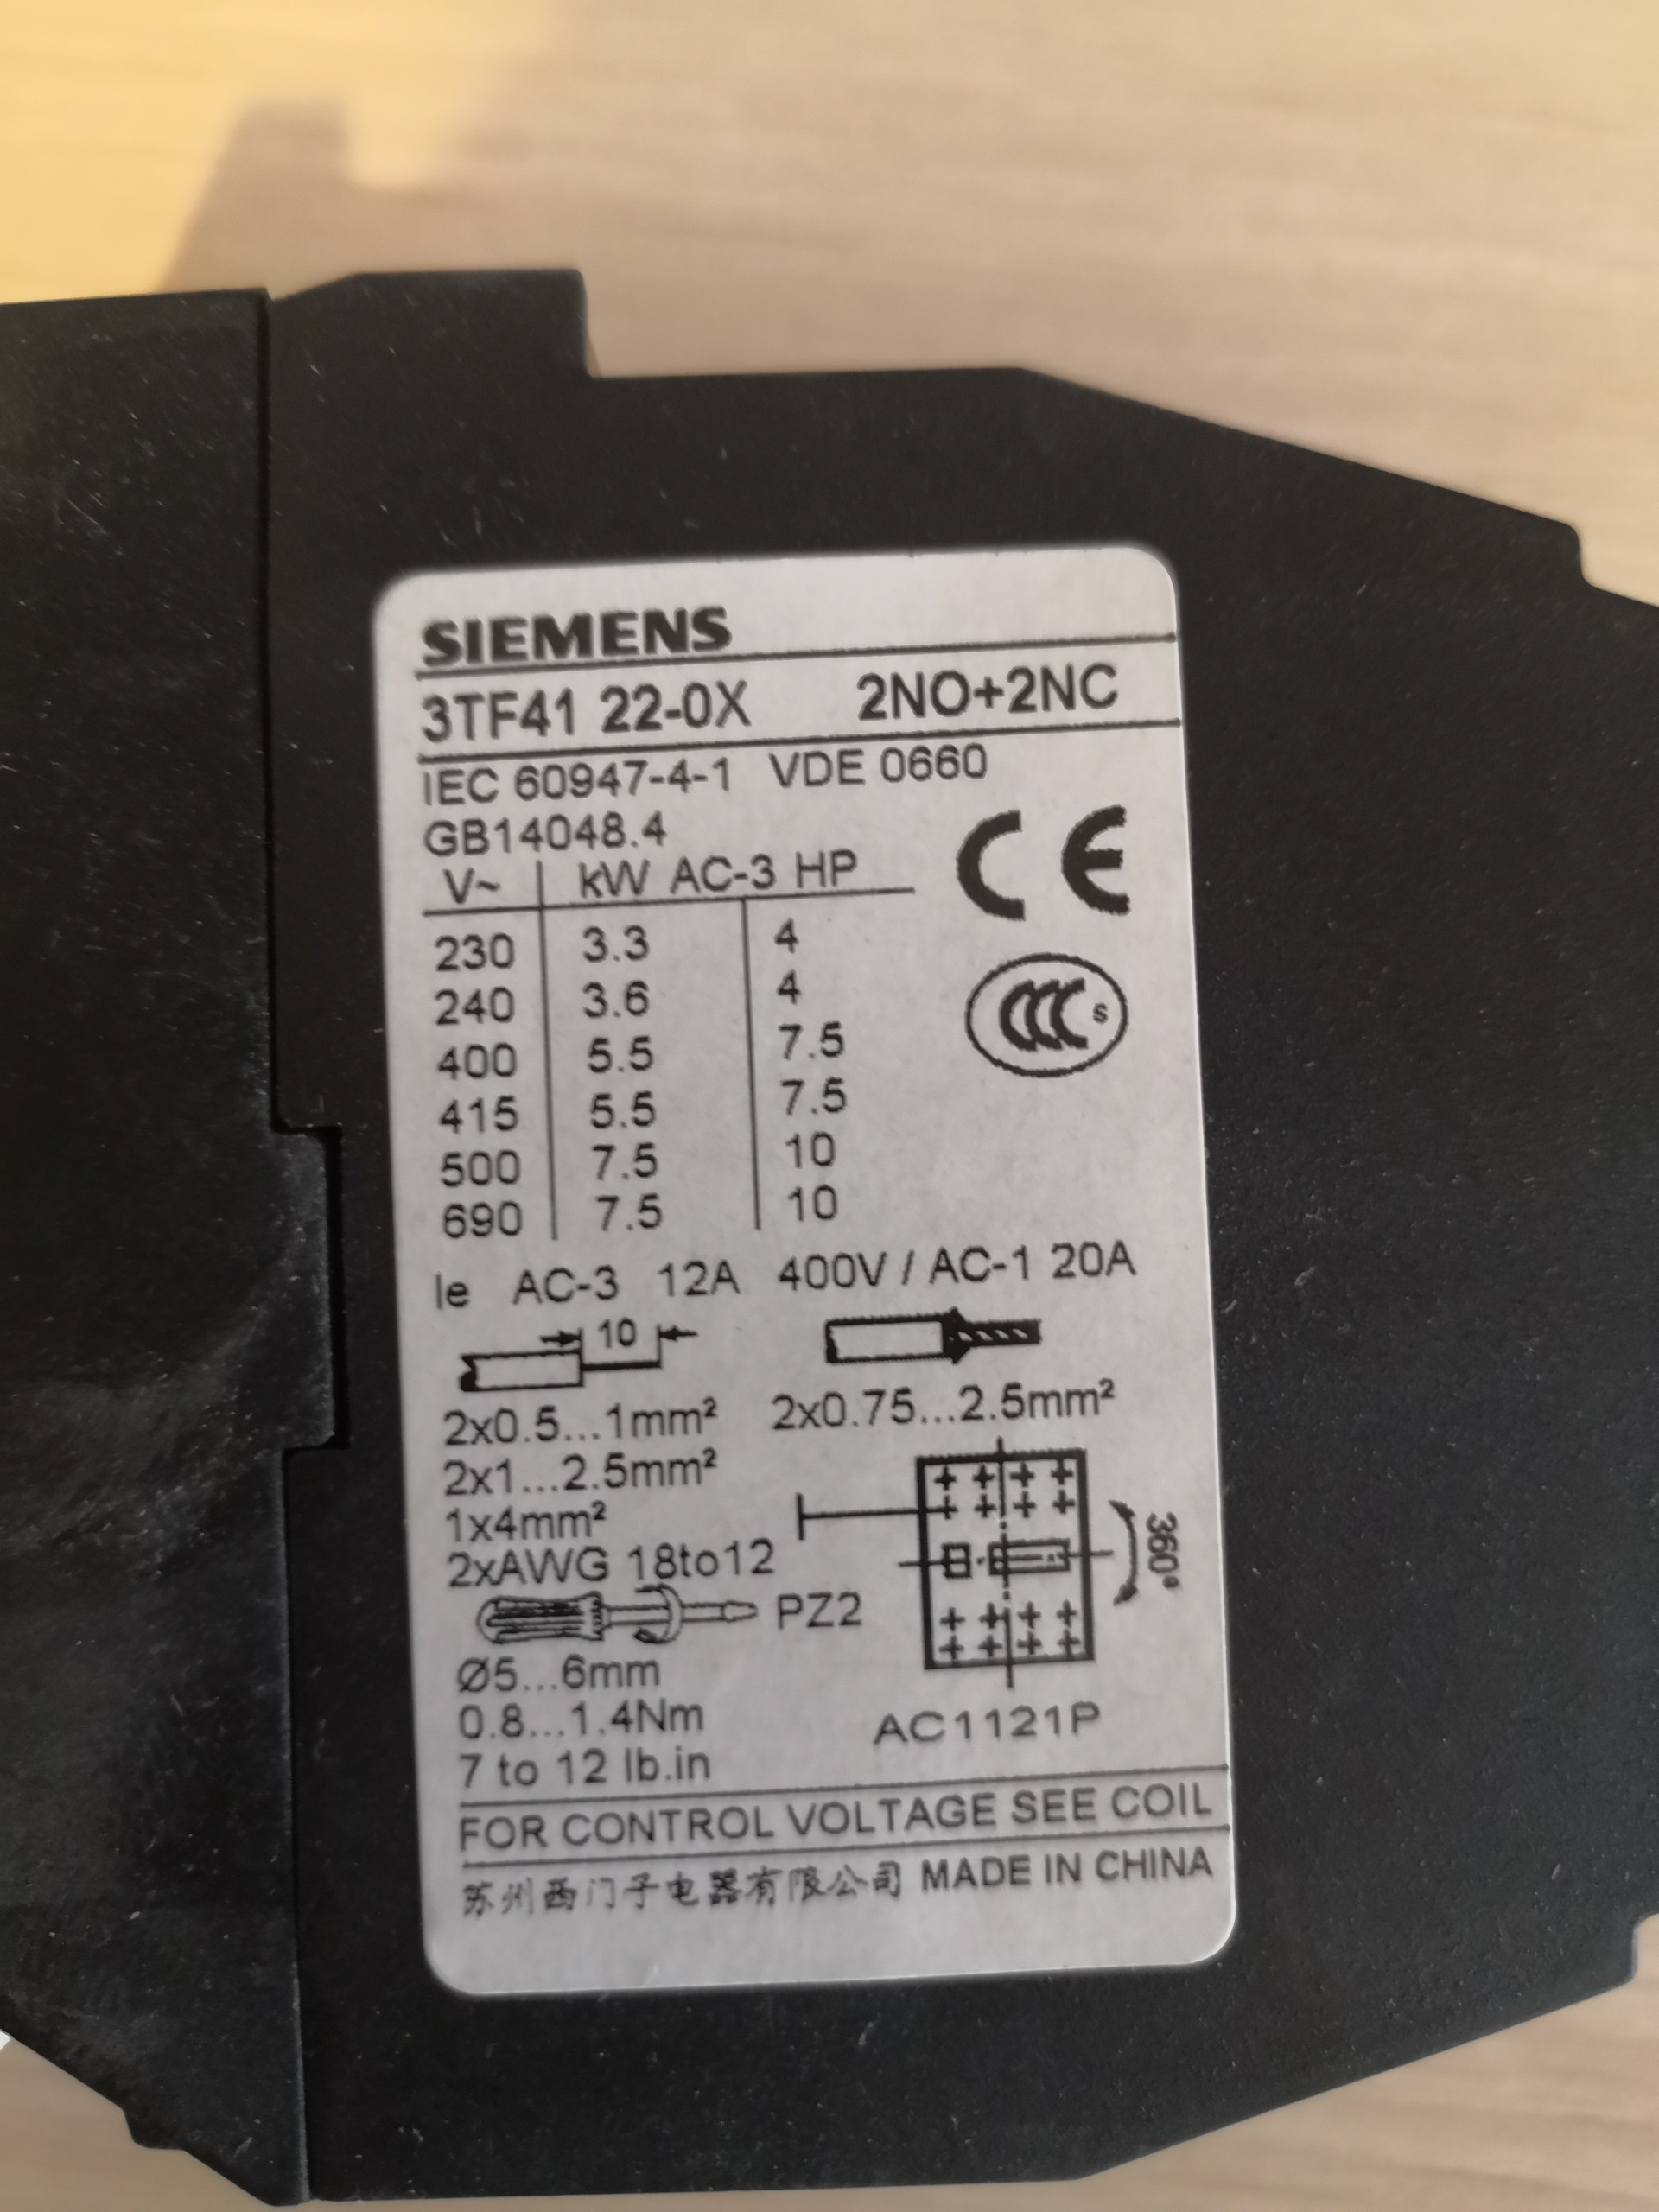 SIEMENS
3TF41 22-0X 2NO+2NC
IEC 60947-4-1 VDE 0660
GB14048.4
CE
V~ kW AC-3 HP
CCC S
230 3.3 4
240 3.6 4
400 5.5 7.5
415 5.5 7.5
500 7.5 10
690 7.5 10
Ie AC-3 12A 400V / AC-1 20A
10
2x0.5...1mm² 2x0.75...2.5mm²
2x1...2.5mm²
1x4mm²
360°
2xAWG 18to12
PZ2
Ø5...6mm
0.8...1.4Nm
AC1121P
7 to 12 lb.in
FOR CONTROL VOLTAGE SEE COIL
苏州西门子电器有限公司 MADE IN CHINA